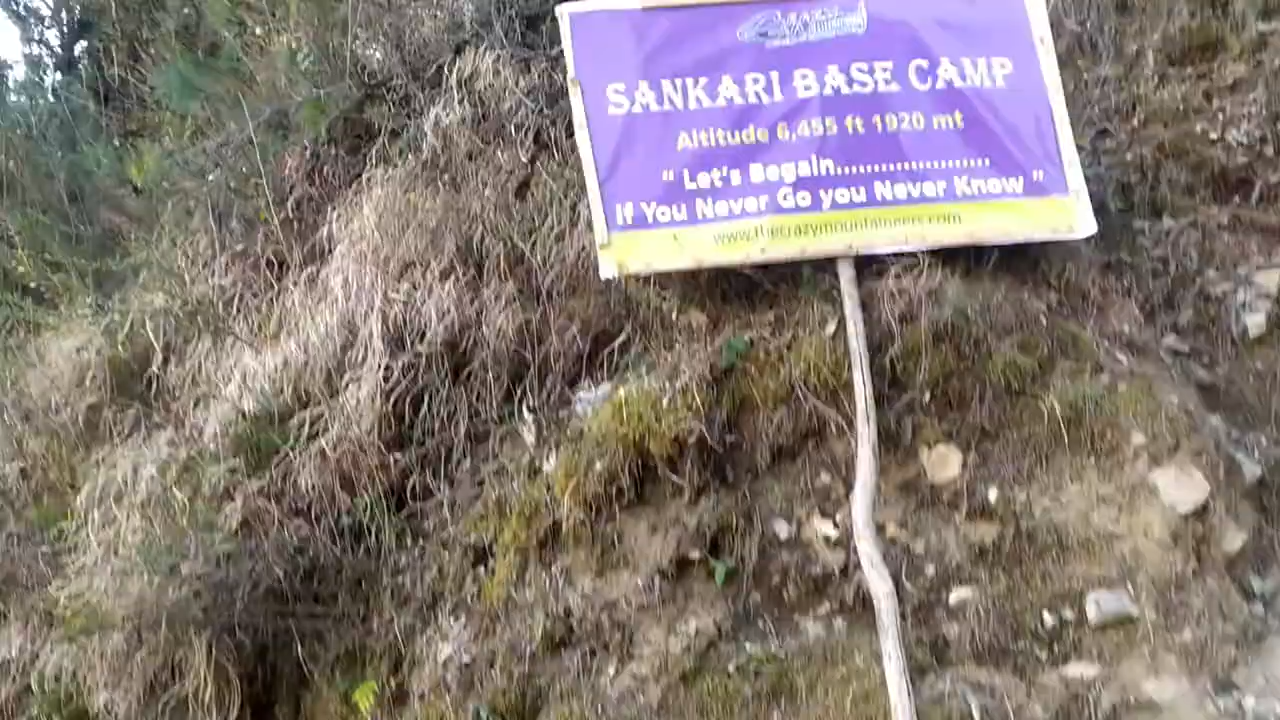 SANKARI BASE CAMP
Altitude 6,455 ft 1920 mt
“ Let's Begain.....................
If You Never Go you Never Know ”
www.thecrazymountaineers.com